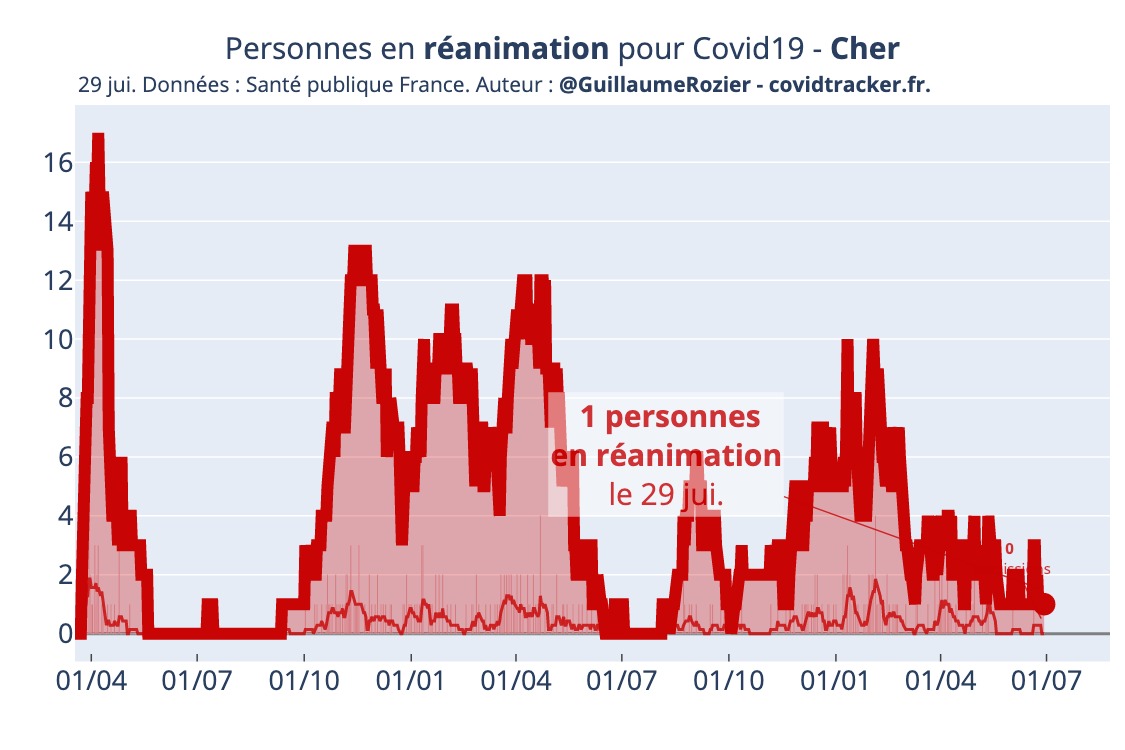 Personnes en réanimation pour Covid19 - Cher
29 jui. Données : Santé publique France. Auteur : @GuillaumeRozier - covidtracker.fr.
16
14
12
10
8
6
4
2
0
1 personnes
en réanimation
le 29 jui.
0
01/04 01/07 01/10 01/01 01/04 01/07 01/10 01/01 01/04 01/07